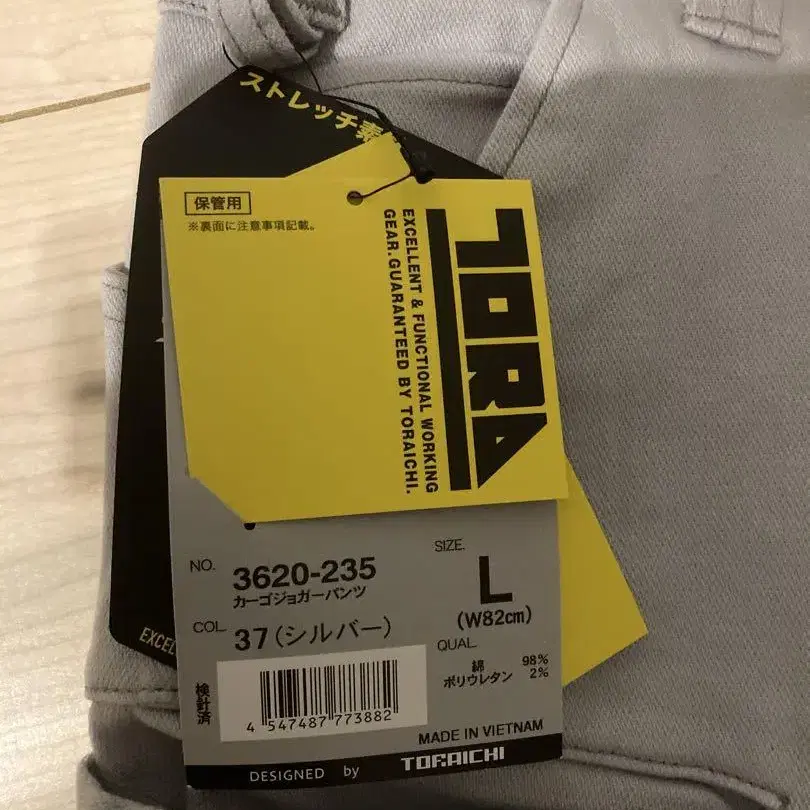 ストレッチ素
保管用
※裏面に注意事項記載。
TORA
EXCELLENT & FUNCTIONAL WORKING
GEAR. GUARANTEED BY TORAICHI.
NO. 3620-235
カーゴジョガーパンツ
COL. 37(シルバー)
SIZE.
L
(W82cm)
QUAL.
綿 98%
ポリウレタン 2%
検針済
4 547487 773882
MADE IN VIETNAM
DESIGNED by TORAICHI
EXCEL